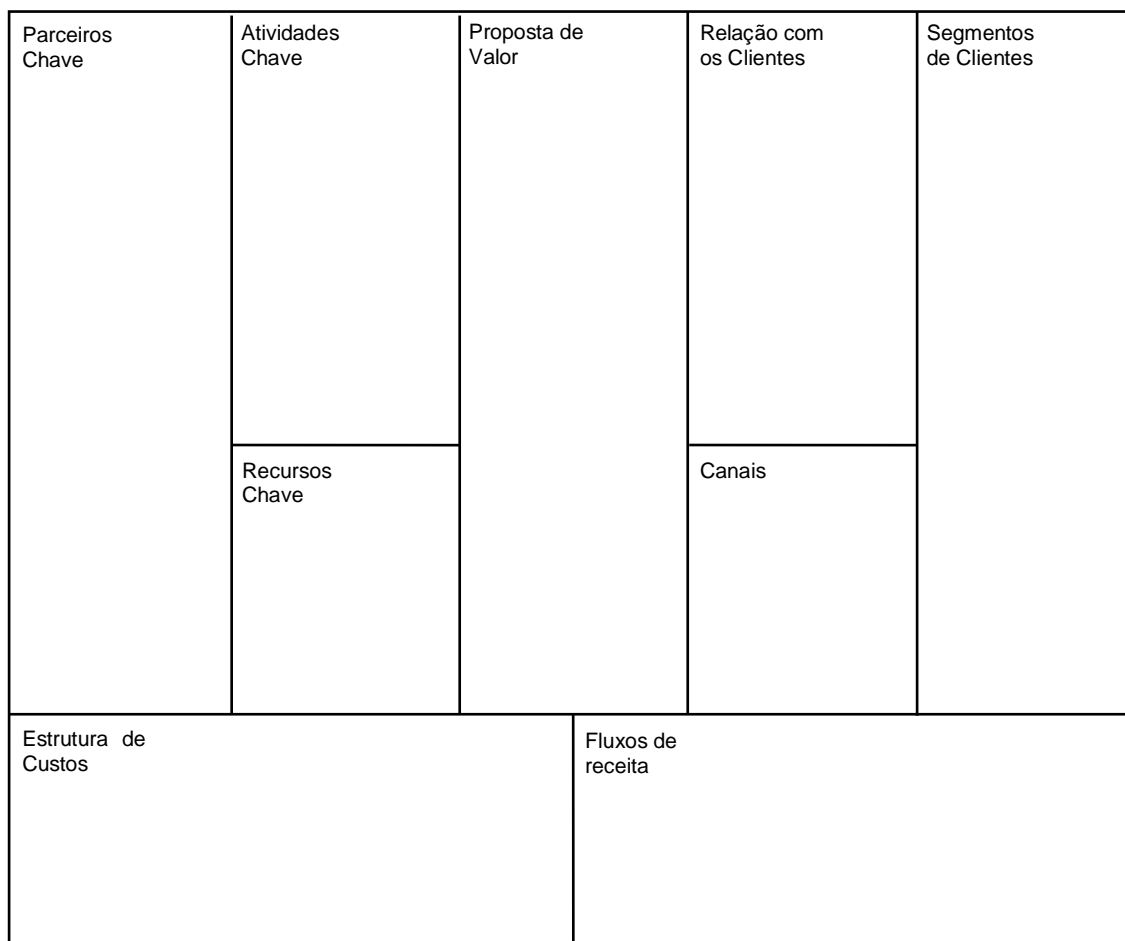 Parceiros
Chave
Atividades
Chave
Proposta de
Valor
Relação com
os Clientes
Segmentos
de Clientes
Recursos
Chave
Canais
Estrutura de
Custos
Fluxos de
receita